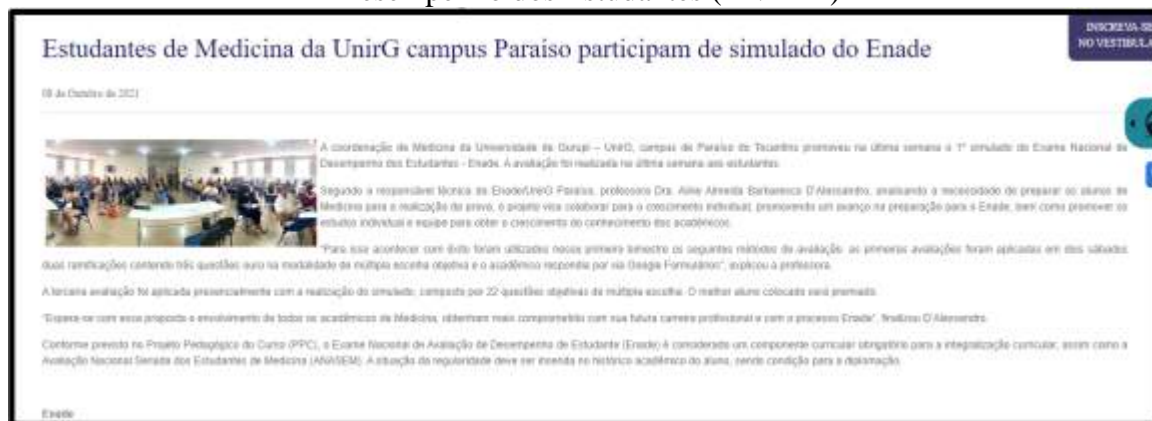 Estudantes de Medicina da UnirG campus Paraíso participam de simulado do Enade
INSCREVA-SE
NO VESTIBULA
08 de Outubro de 2021
A coordenação de Medicina da Universidade de Gurupi – UnirG, campus de Paraíso do Tocantins promoveu na última semana o 1º simulado do Exame Nacional de
Desempenho dos Estudantes - Enade. A avaliação foi realizada na última semana aos estudantes.
Segundo a responsável técnica do Enade/UnirG Paraíso, professora Dra. Aline Almeida Barbaresca D'Alessandro, analisando a necessidade de preparar os alunos de
Medicina para a realização da prova, o projeto visa colaborar para o crescimento individual, promovendo um avanço na preparação para o Enade, bem como promover os
estudos individual e equipe para obter o crescimento do conhecimento dos acadêmicos.
"Para isso acontecer com êxito foram utilizados nesse primeiro bimestre os seguintes métodos de avaliação: as primeiras avaliações foram aplicadas em dois sábados
duas ramificações contendo três questões ouro na modalidade de múltipla escolha objetiva e o acadêmico respondia por via Google Formulários", explicou a professora.
A terceira avaliação foi aplicada presencialmente com a realização do simulado, composto por 22 questões objetivas de múltipla escolha. O melhor aluno colocado será premiado.
"Espera-se com essa proposta o envolvimento de todos os acadêmicos de Medicina, obtenham mais comprometido com sua futura carreira profissional e com o processo Enade", finalizou D'Alessandro.
Conforme previsto no Projeto Pedagógico do Curso (PPC), o Exame Nacional de Avaliação de Desempenho de Estudante (Enade) é considerado um componente curricular obrigatório para a integralização curricular, assim como a
Avaliação Nacional Seriada dos Estudantes de Medicina (ANASEM). A situação de regularidade deve ser inserida no histórico acadêmico do aluno, sendo condição para a diplomação.
Enade